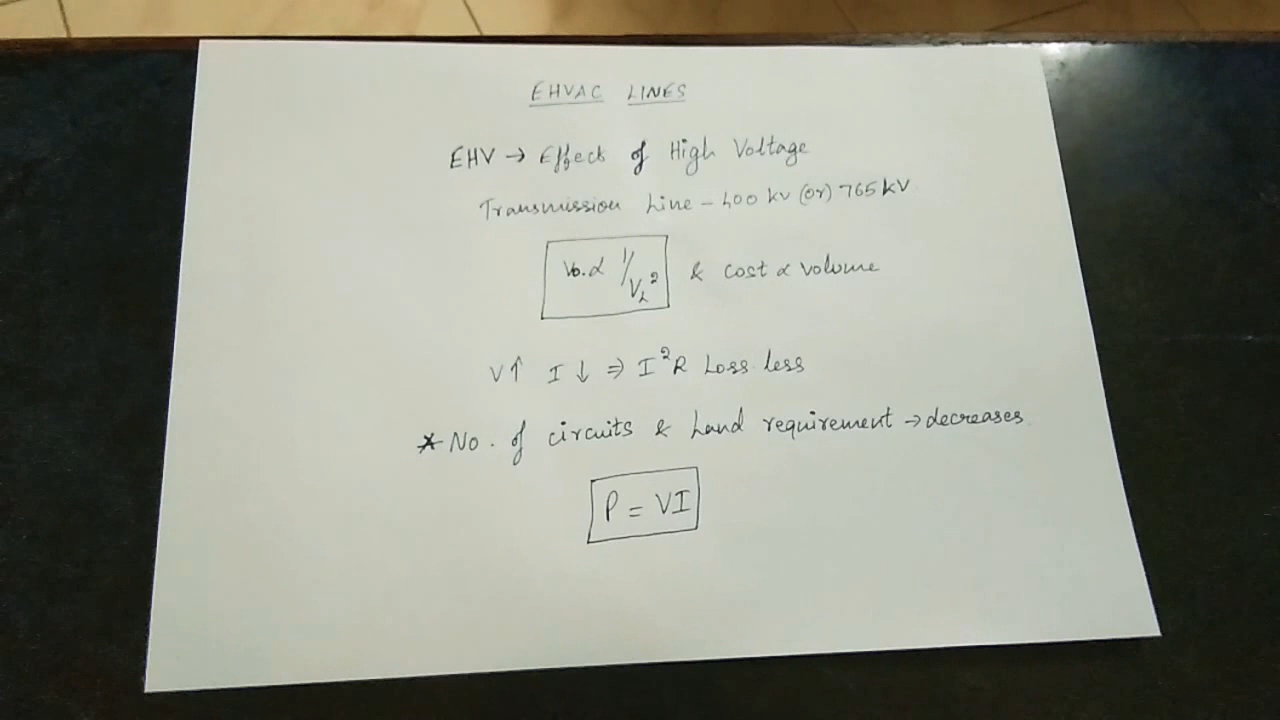 EHVAC LINES
EHV → Effect of High Voltage
Transmission Line - 400 kV (or) 765 kV
Vo. α 1/V_L² & cost α volume
V↑ I↓ ⇒ I²R Loss less
* No. of circuits & Land requirement → decreases
P = VI